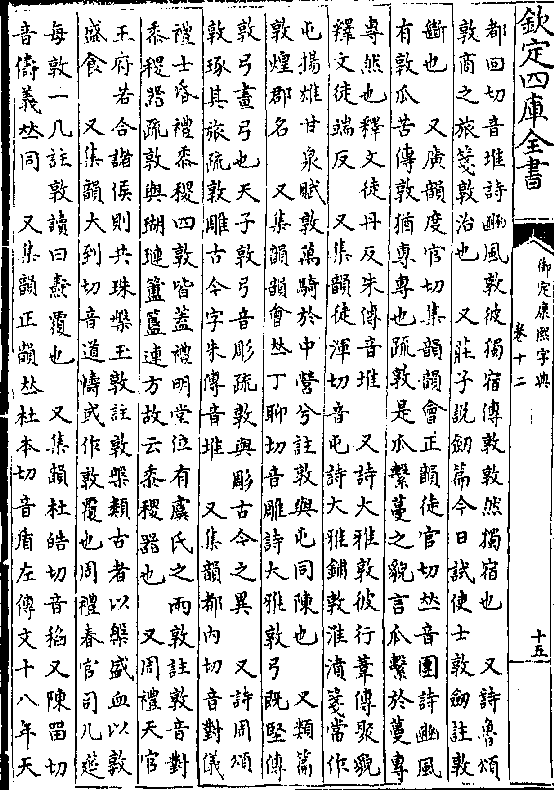 欽定四庫全書
御定康熙字典
卷十二
十五
都回切音堆詩豳風敦彼獨宿傳敦敦然獨宿也　又詩魯頌
敦商之旅箋敦治也　又莊子說劒篇今日試使士敦劒註敦
斷也　又廣韻度官切集韻韻會正韻徒官切𠀤音團詩豳風
有敦瓜苦傳敦猶專專也疏敦是瓜繫蔓之貌言瓜繫於蔓專
專然也釋文徒丹反朱傳音堆　又詩大雅敦彼行葦傳聚貌
釋文徒端反　又集韻徒渾切音屯詩大雅鋪敦淮濆箋當作
屯揚雄甘泉賦敦萬騎於中營兮註敦與屯同陳也　又類篇
敦煌郡名　又集韻韻會𠀤丁聊切音雕詩大雅敦弓旣堅傳
敦弓畫弓也天子敦弓音彫疏敦與彫古今之異　又詩周頌
敦琢其旅疏敦雕古今字朱傳音堆　又集韻都內切音對儀
禮士昏禮黍稷四敦皆蓋禮明堂位有虞氏之兩敦註敦音對
黍稷器疏敦與瑚璉簠簋連方故云黍稷器也　又周禮天官
玉府若合諸侯則共珠槃玉敦註敦槃類古者以槃盛血以敦
盛食　又集韻大到切音道幬或作敦覆也周禮春官司几筵
每敦一几註敦讀曰燾覆也　又集韻杜皓切音稻又陳畱切
音儔義𠀤同　又集韻正韻𠀤杜本切音盾左傳文十八年天